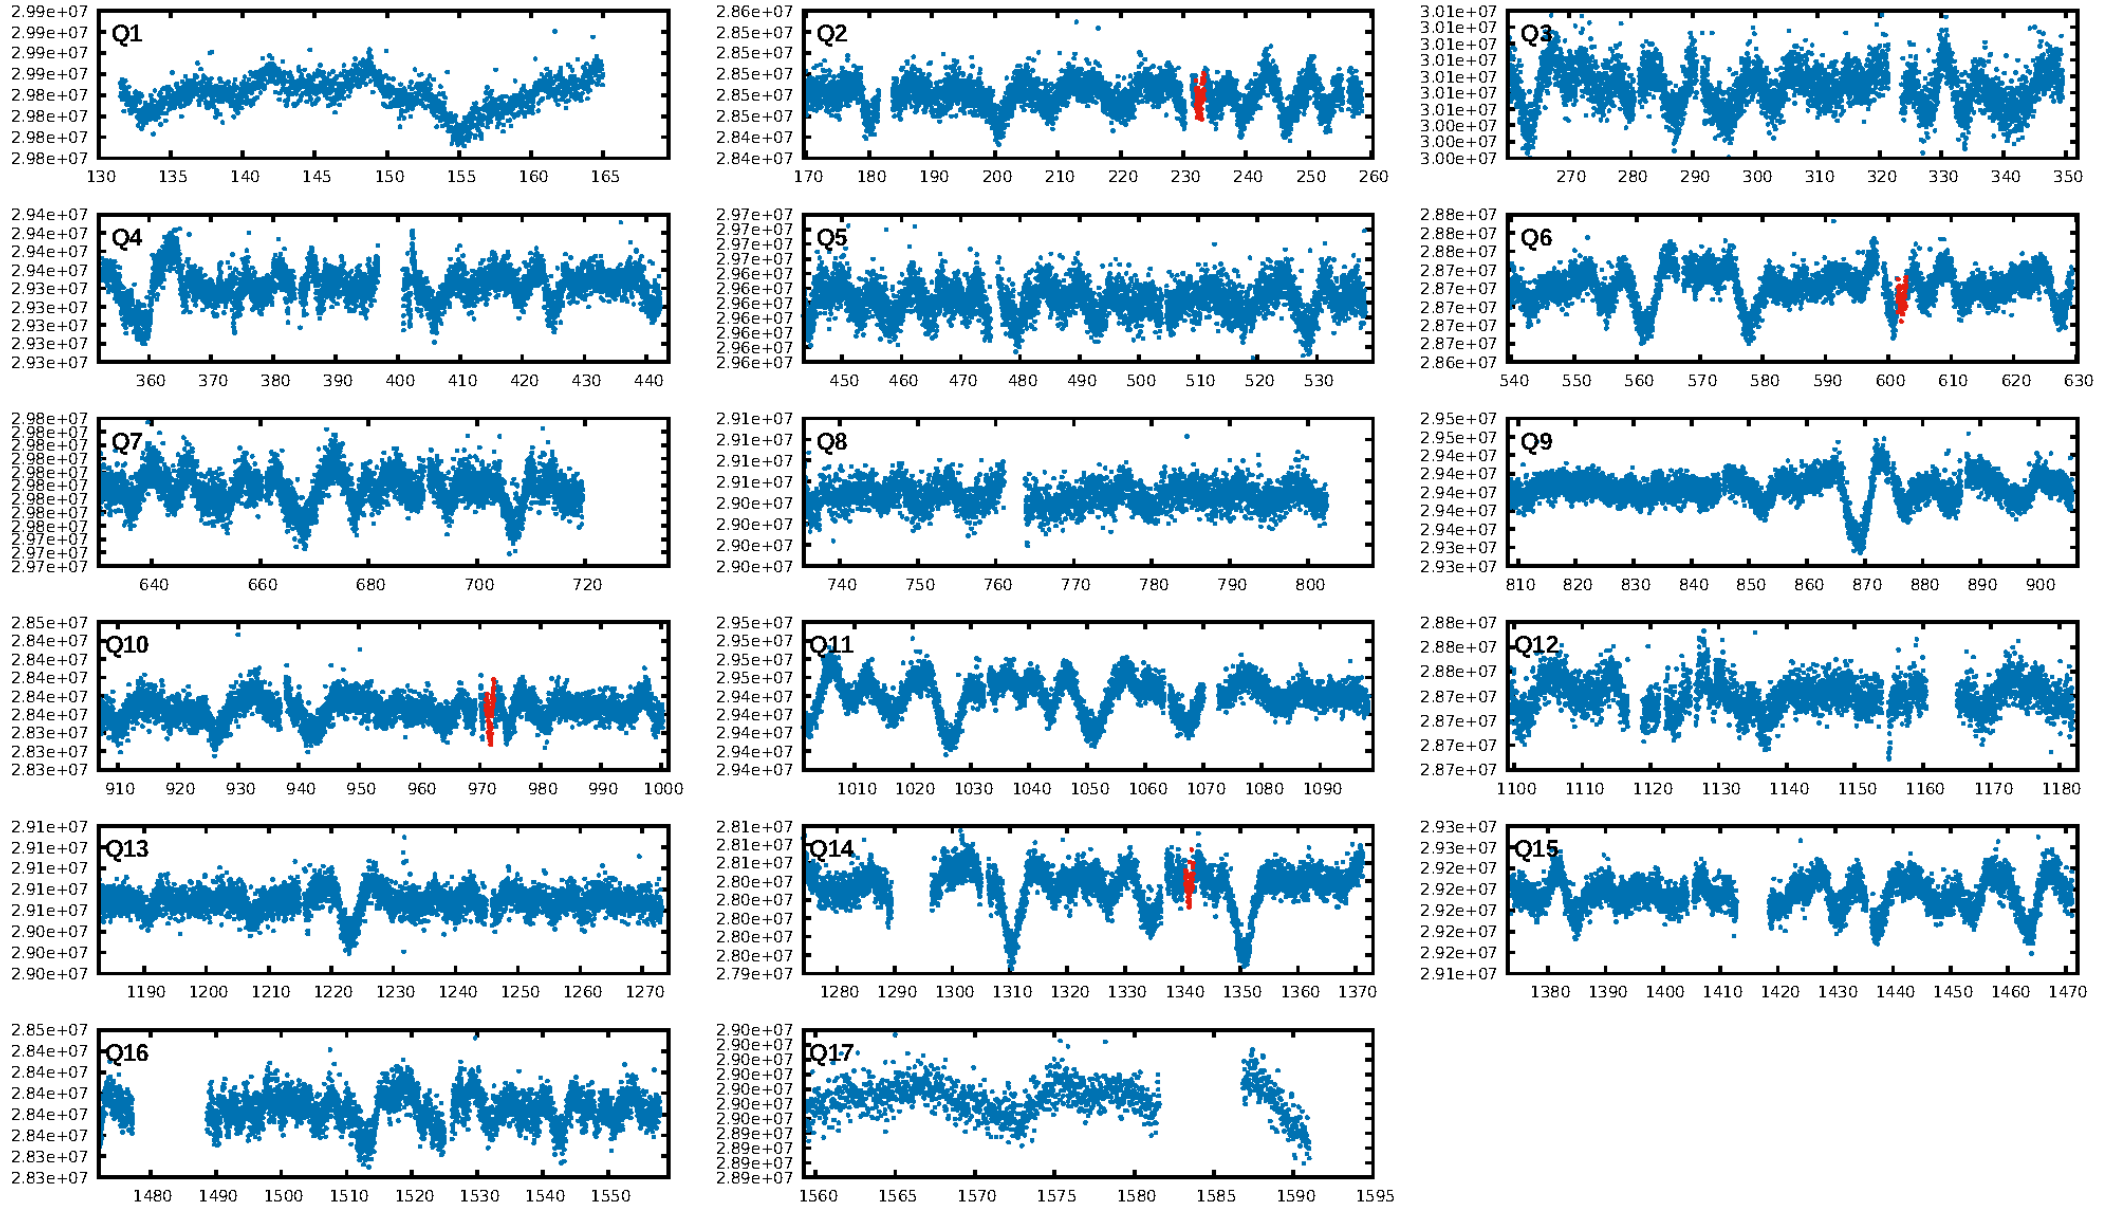 Q1
2.99e+07
2.99e+07
2.99e+07
2.99e+07
2.98e+07
2.98e+07
2.98e+07
2.98e+07
130 135 140 145 150 155 160 165
Q2
2.86e+07
2.85e+07
2.85e+07
2.85e+07
2.85e+07
2.85e+07
2.84e+07
2.84e+07
170 180 190 200 210 220 230 240 250 260
Q3
3.01e+07
3.01e+07
3.01e+07
3.01e+07
3.01e+07
3.01e+07
3.01e+07
3.00e+07
3.00e+07
3.00e+07
270 280 290 300 310 320 330 340 350
Q4
2.94e+07
2.94e+07
2.94e+07
2.94e+07
2.93e+07
2.93e+07
2.93e+07
2.93e+07
2.93e+07
360 370 380 390 400 410 420 430 440
Q5
2.97e+07
2.97e+07
2.97e+07
2.97e+07
2.96e+07
2.96e+07
2.96e+07
2.96e+07
2.96e+07
2.96e+07
2.96e+07
450 460 470 480 490 500 510 520 530
Q6
2.88e+07
2.88e+07
2.87e+07
2.87e+07
2.87e+07
2.87e+07
2.87e+07
2.87e+07
2.86e+07
540 550 560 570 580 590 600 610 620 630
Q7
2.98e+07
2.98e+07
2.98e+07
2.98e+07
2.98e+07
2.98e+07
2.98e+07
2.98e+07
2.98e+07
2.98e+07
2.97e+07
2.97e+07
640 660 680 700 720
Q8
2.91e+07
2.91e+07
2.91e+07
2.91e+07
2.90e+07
2.90e+07
2.90e+07
2.90e+07
740 750 760 770 780 790 800
Q9
2.95e+07
2.95e+07
2.94e+07
2.94e+07
2.94e+07
2.94e+07
2.94e+07
2.93e+07
2.93e+07
810 820 830 840 850 860 870 880 890 900
Q10
2.85e+07
2.84e+07
2.84e+07
2.84e+07
2.84e+07
2.84e+07
2.83e+07
2.83e+07
2.83e+07
910 920 930 940 950 960 970 980 990 1000
Q11
2.95e+07
2.95e+07
2.95e+07
2.95e+07
2.94e+07
2.94e+07
2.94e+07
2.94e+07
2.94e+07
1010 1020 1030 1040 1050 1060 1070 1080 1090
Q12
2.88e+07
2.88e+07
2.88e+07
2.87e+07
2.87e+07
2.87e+07
2.87e+07
1100 1110 1120 1130 1140 1150 1160 1170 1180
Q13
2.91e+07
2.91e+07
2.91e+07
2.91e+07
2.91e+07
2.90e+07
2.90e+07
2.90e+07
1190 1200 1210 1220 1230 1240 1250 1260 1270
Q14
2.81e+07
2.81e+07
2.81e+07
2.80e+07
2.80e+07
2.80e+07
2.80e+07
2.80e+07
2.79e+07
1280 1290 1300 1310 1320 1330 1340 1350 1360 1370
Q15
2.93e+07
2.93e+07
2.92e+07
2.92e+07
2.92e+07
2.92e+07
2.92e+07
2.91e+07
1380 1390 1400 1410 1420 1430 1440 1450 1460 1470
Q16
2.85e+07
2.84e+07
2.84e+07
2.84e+07
2.84e+07
2.84e+07
2.83e+07
2.83e+07
1480 1490 1500 1510 1520 1530 1540 1550
Q17
2.90e+07
2.90e+07
2.90e+07
2.90e+07
2.90e+07
2.90e+07
2.90e+07
2.89e+07
2.89e+07
2.89e+07
2.89e+07
1560 1565 1570 1575 1580 1585 1590 1595